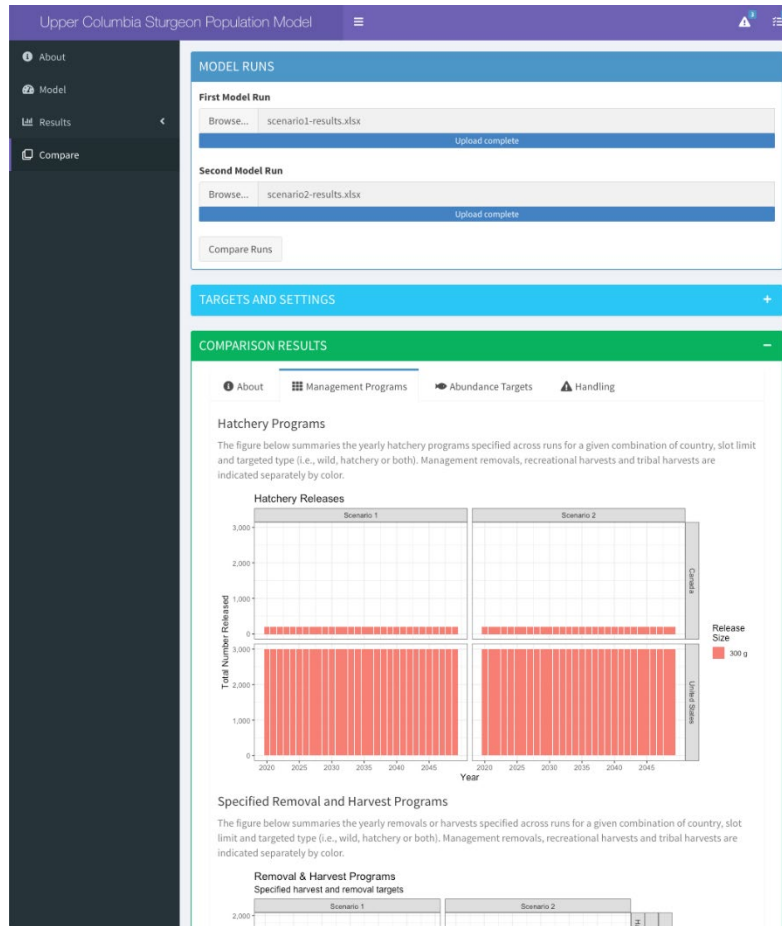 Upper Columbia Sturgeon Population Model
About
Model
Results
Compare
MODEL RUNS
First Model Run
Browse... scenario1-results.xlsx
Upload complete
Second Model Run
Browse... scenario2-results.xlsx
Upload complete
Compare Runs
TARGETS AND SETTINGS
COMPARISON RESULTS
About Management Programs Abundance Targets Handling
Hatchery Programs
The figure below summaries the yearly hatchery programs specified across runs for a given combination of country, slot limit
and targeted type (i.e., wild, hatchery or both). Management removals, recreational harvests and tribal harvests are
indicated separately by color.
Hatchery Releases
Scenario 1 Scenario 2
3,000
2,000
1,000
0
Canada
3,000
2,000
1,000
0
United States
Total Number Released
2020 2025 2030 2035 2040 2045 2020 2025 2030 2035 2040 2045
Year
Release
Size
300 g
Specified Removal and Harvest Programs
The figure below summaries the yearly removals or harvests specified across runs for a given combination of country, slot
limit and targeted type (i.e., wild, hatchery or both). Management removals, recreational harvests and tribal harvests are
indicated separately by color.
Removal & Harvest Programs
Specified harvest and removal targets
Scenario 1 Scenario 2
2,000